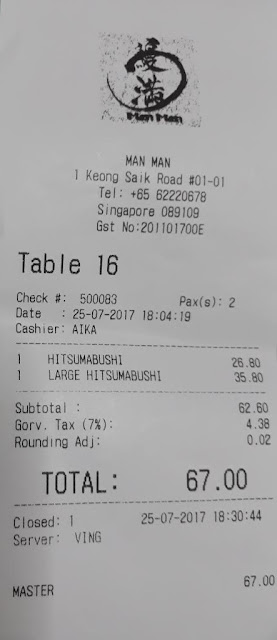 慢
満
Man Man
MAN MAN
1 Keong Saik Road #01-01
Tel: +65 62220678
Singapore 089109
Gst No:201101700E
Table 16
Check #: 500083 Pax(s): 2
Date : 25-07-2017 18:04:19
Cashier: AIKA
1 HITSUMABUSHI 26.80
1 LARGE HITSUMABUSHI 35.80
Subtotal : 62.60
Gorv. Tax (7%): 4.38
Rounding Adj: 0.02
TOTAL: 67.00
Closed: 1 25-07-2017 18:30:44
Server: VING
MASTER 67.00